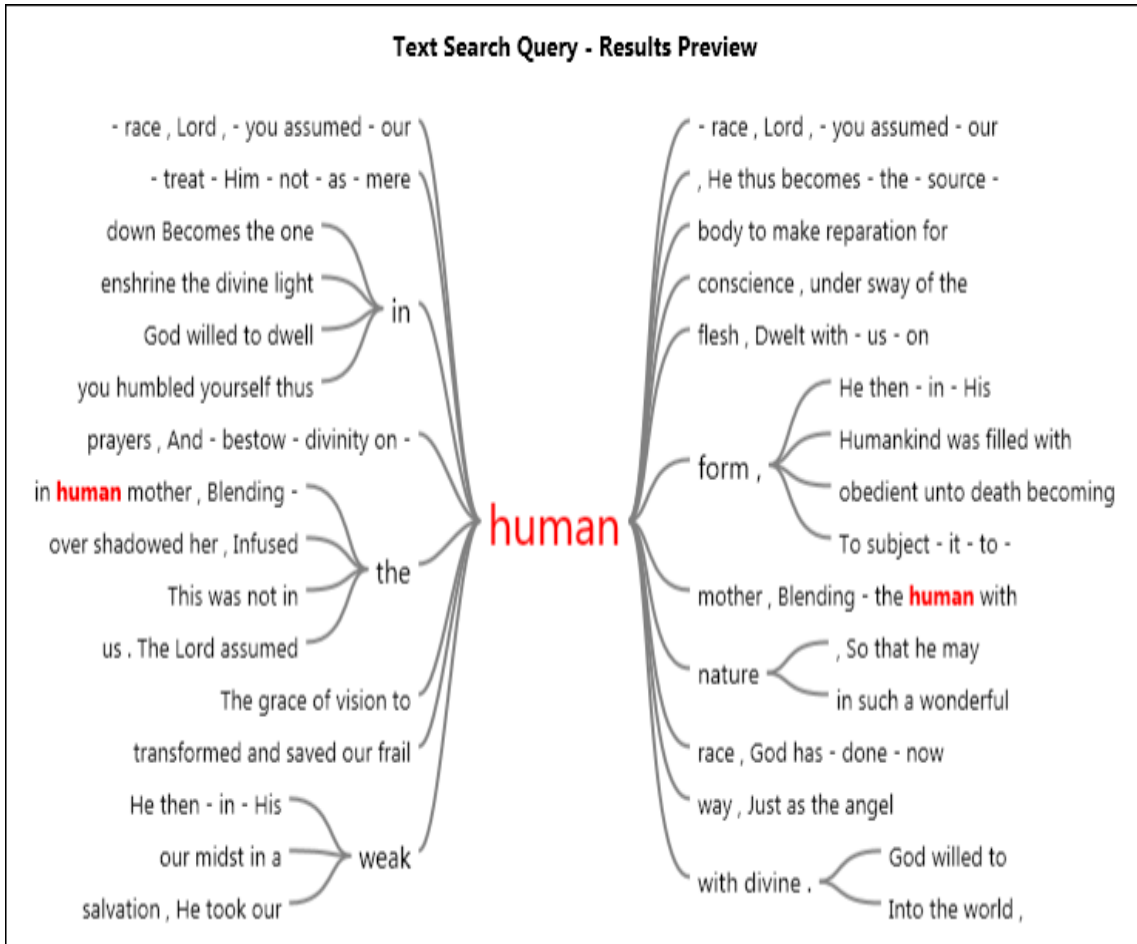 Text Search Query - Results Preview
- race , Lord , - you assumed - our
- treat - Him - not - as - mere
down Becomes the one
enshrine the divine light
in
God willed to dwell
you humbled yourself thus
prayers , And - bestow - divinity on -
in human mother , Blending -
over shadowed her , Infused
the
This was not in
us . The Lord assumed
The grace of vision to
transformed and saved our frail
He then - in - His
our midst in a
weak
salvation , He took our
human
- race , Lord , - you assumed - our
, He thus becomes - the - source -
body to make reparation for
conscience , under sway of the
flesh , Dwelt with - us - on
form ,
He then - in - His
Humankind was filled with
obedient unto death becoming
To subject - it - to -
mother , Blending - the human with
nature
, So that he may
in such a wonderful
race , God has - done - now
way , Just as the angel
with divine .
God willed to
Into the world ,